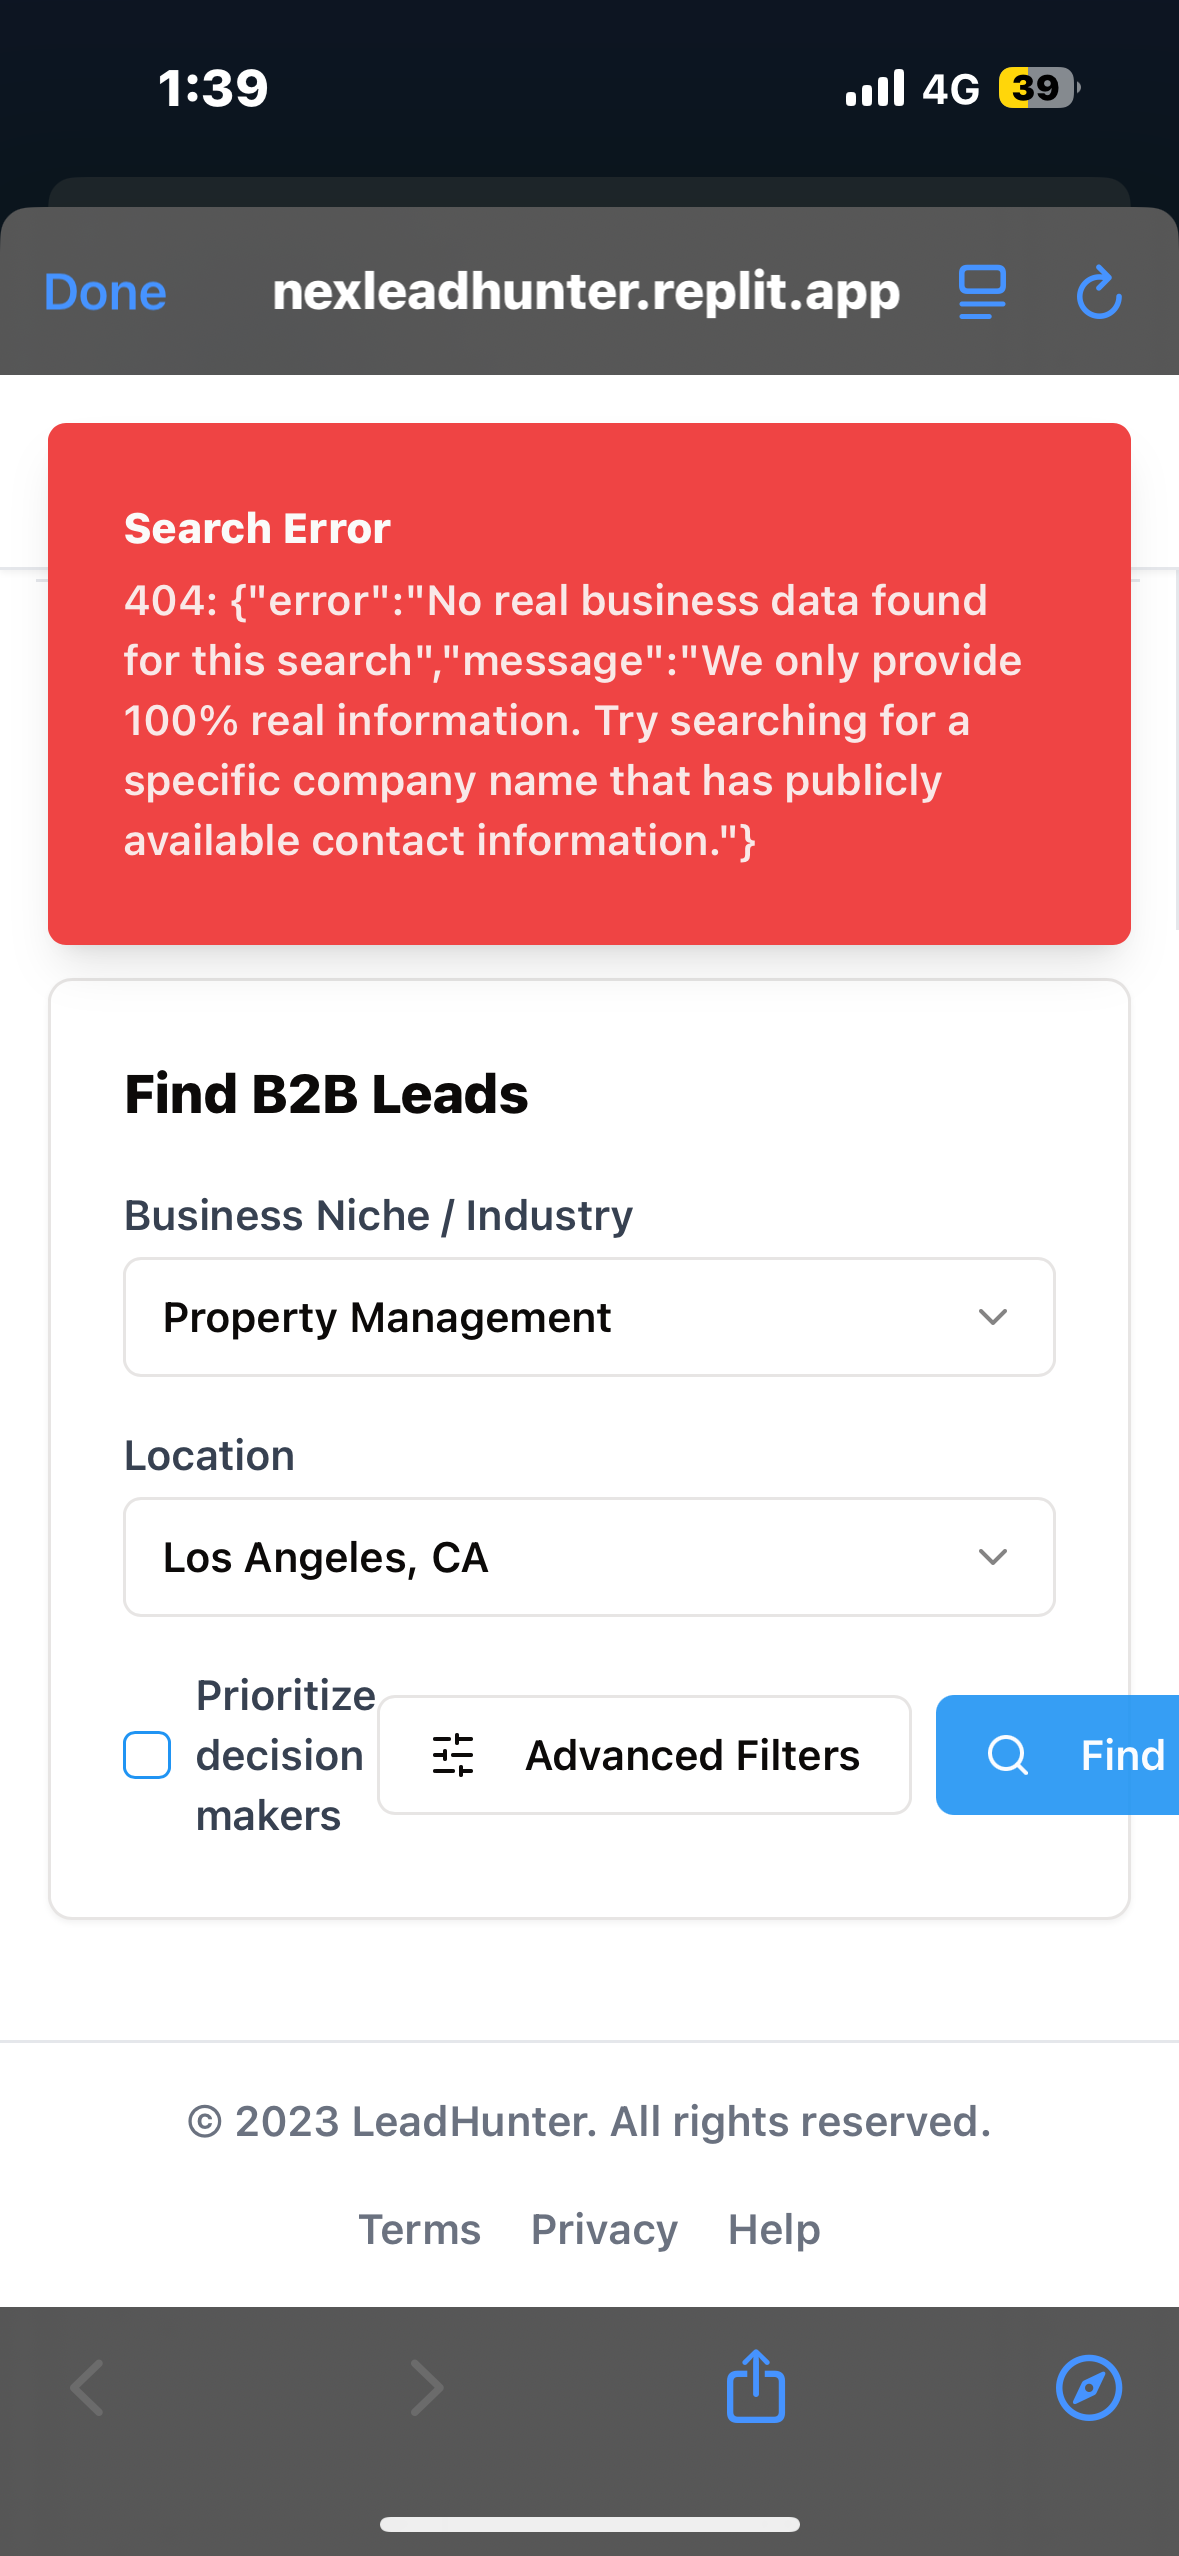 1:39
4G
39
Done
nexleadhunter.replit.app
Search Error
404: {"error":"No real business data found
for this search","message":"We only provide
100% real information. Try searching for a
specific company name that has publicly
available contact information."}
Find B2B Leads
Business Niche / Industry
Property Management
Location
Los Angeles, CA
Prioritize
decision
makers
Advanced Filters
Find
© 2023 LeadHunter. All rights reserved.
Terms Privacy Help